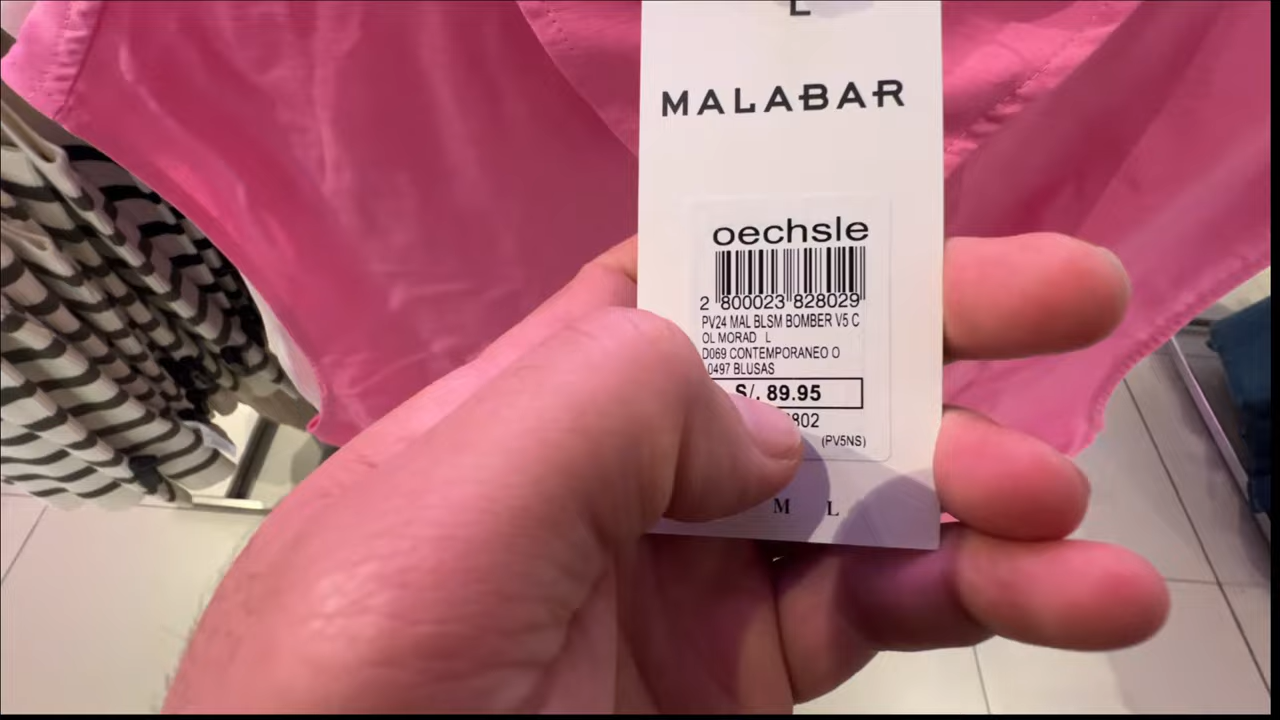 L
MALABAR
oechsle
2 800023 828029
PV24 MAL BLSM BOMBER V5 C
OL MORAD L
D069 CONTEMPORANEO O
0497 BLUSAS
S/. 89.95
802
(PV5NS)
M L